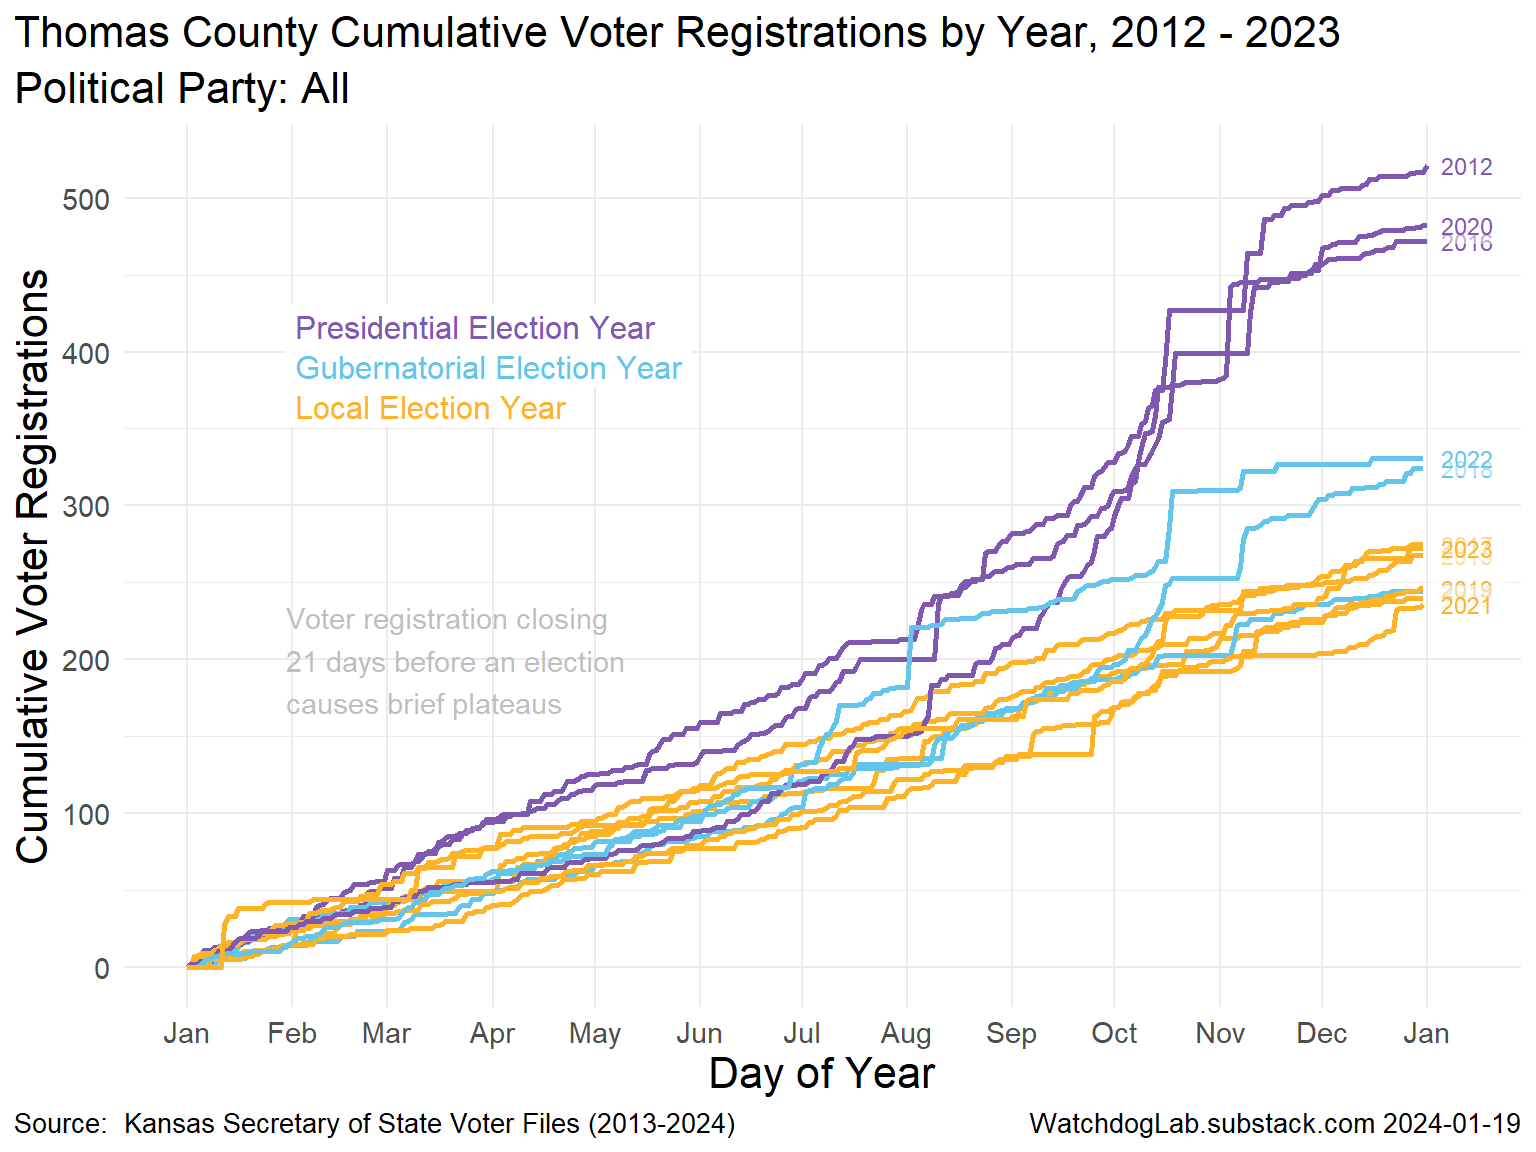 Thomas County Cumulative Voter Registrations by Year, 2012 - 2023
Political Party: All
Cumulative Voter Registrations
500
400
300
200
100
0
Presidential Election Year
Gubernatorial Election Year
Local Election Year
Voter registration closing
21 days before an election
causes brief plateaus
2012
2020
2016
2022
2018
2023
2019
2021
Jan Feb Mar Apr May Jun Jul Aug Sep Oct Nov Dec Jan
Day of Year
Source:  Kansas Secretary of State Voter Files (2013-2024)
WatchdogLab.substack.com 2024-01-19